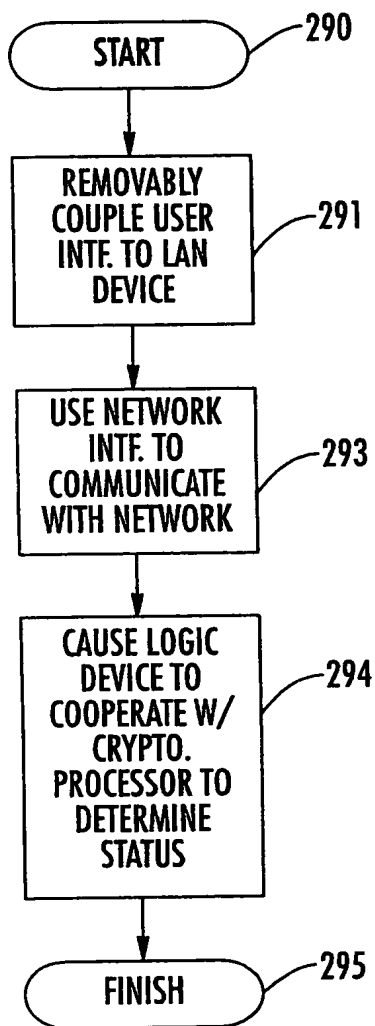 START
290
REMOVABLY
COUPLE USER
INTF. TO LAN
DEVICE
291
USE NETWORK
INTF. TO
COMMUNICATE
WITH NETWORK
293
CAUSE LOGIC
DEVICE TO
COOPERATE W/
CRYPTO.
PROCESSOR TO
DETERMINE
STATUS
294
FINISH
295